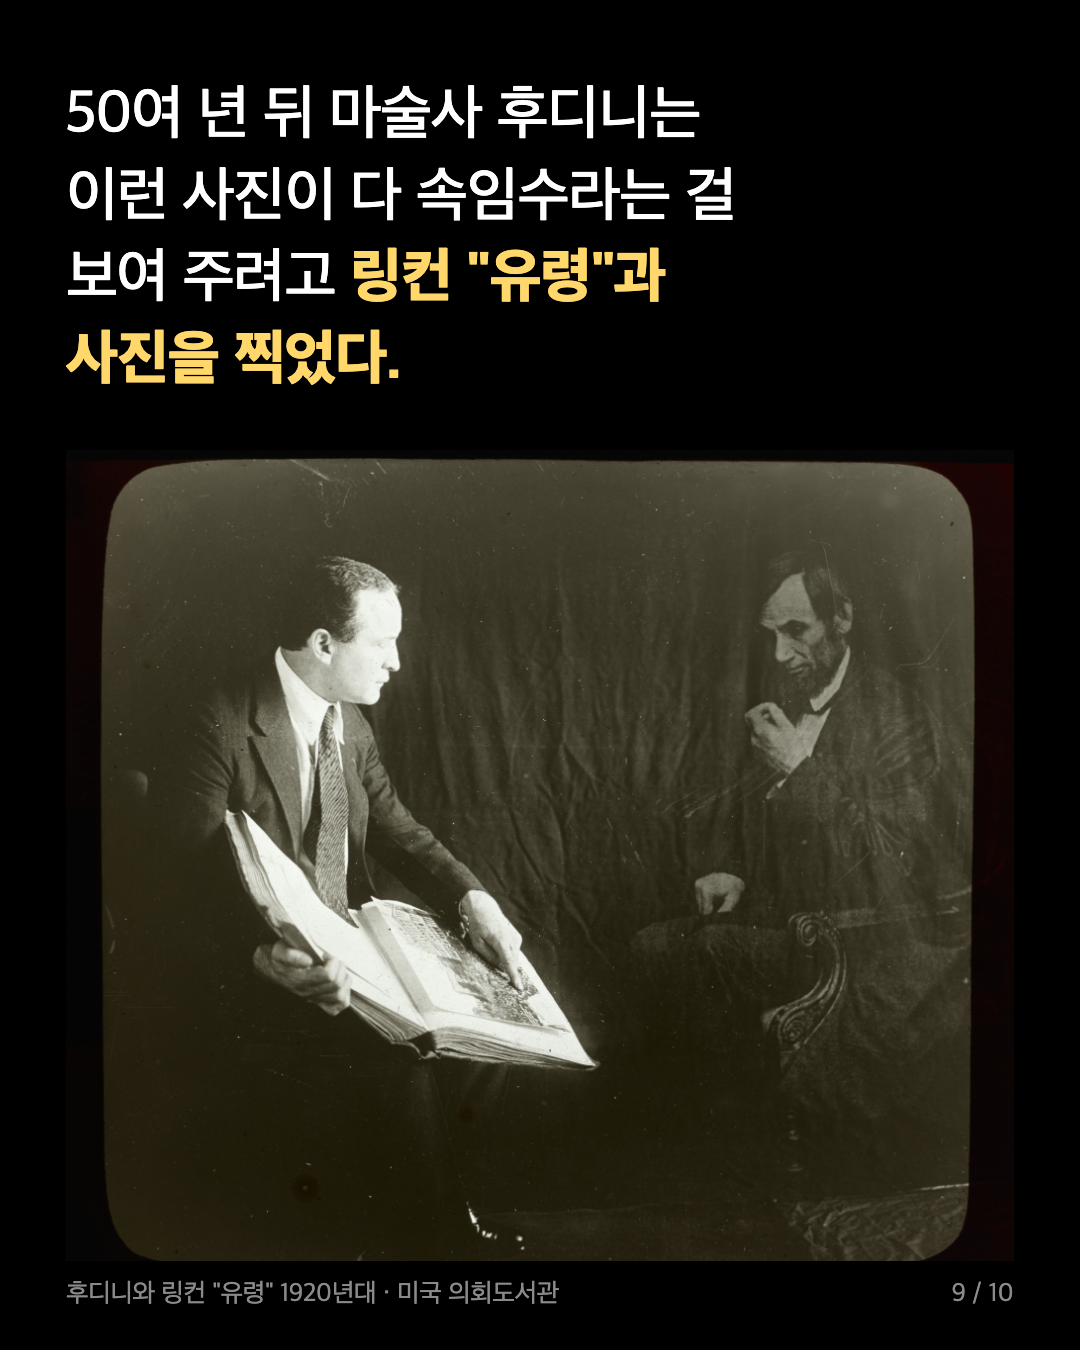 50여 년 뒤 마술사 후디니는
이런 사진이 다 속임수라는 걸
보여 주려고 링컨 "유령"과
사진을 찍었다.
후디니와 링컨 "유령" 1920년대 · 미국 의회도서관
9 / 10